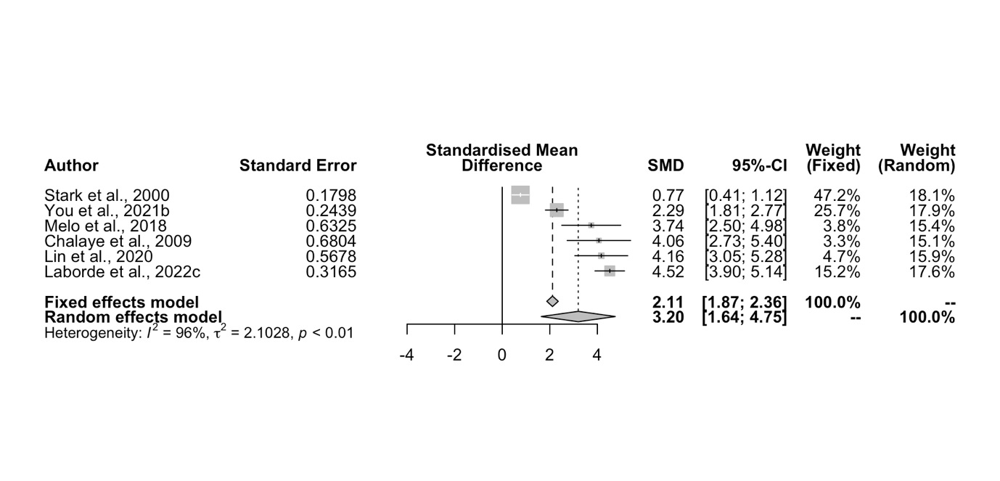 Standardised Mean Weight Weight
Author Standard Error Difference SMD 95%-CI (Fixed) (Random)
Stark et al., 2000 0.1798 0.77 [0.41; 1.12] 47.2% 18.1%
You et al., 2021b 0.2439 2.29 [1.81; 2.77] 25.7% 17.9%
Melo et al., 2018 0.6325 3.74 [2.50; 4.98] 3.8% 15.4%
Chalaye et al., 2009 0.6804 4.06 [2.73; 5.40] 3.3% 15.1%
Lin et al., 2020 0.5678 4.16 [3.05; 5.28] 4.7% 15.9%
Laborde et al., 2022c 0.3165 4.52 [3.90; 5.14] 15.2% 17.6%
Fixed effects model 2.11 [1.87; 2.36] 100.0% --
Random effects model 3.20 [1.64; 4.75] -- 100.0%
Heterogeneity: I² = 96%, τ² = 2.1028, p < 0.01
-4 -2 0 2 4